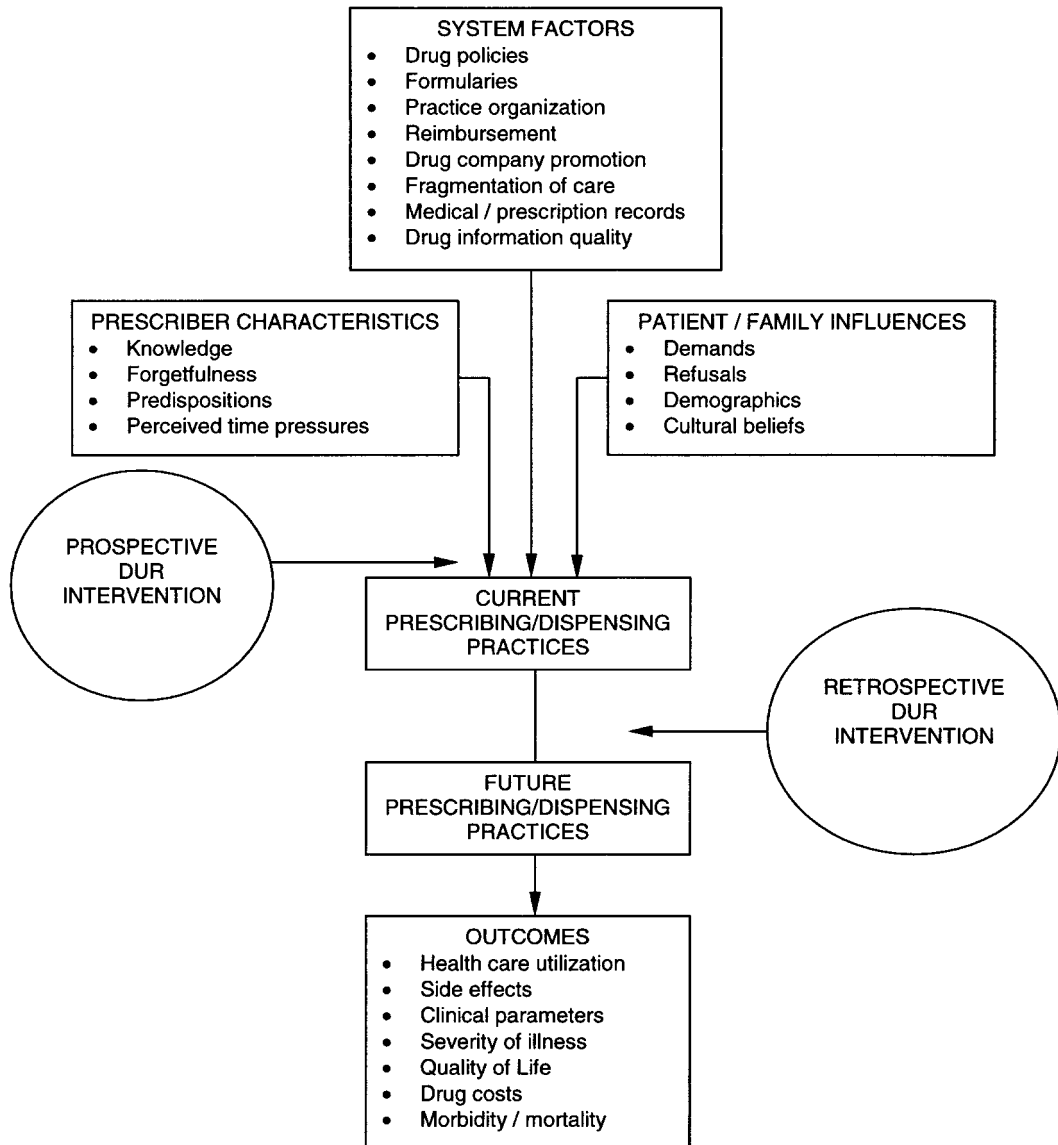 SYSTEM FACTORS
• Drug policies
• Formularies
• Practice organization
• Reimbursement
• Drug company promotion
• Fragmentation of care
• Medical / prescription records
• Drug information quality
PRESCRIBER CHARACTERISTICS
• Knowledge
• Forgetfulness
• Predispositions
• Perceived time pressures
PATIENT / FAMILY INFLUENCES
• Demands
• Refusals
• Demographics
• Cultural beliefs
PROSPECTIVE
DUR
INTERVENTION
CURRENT
PRESCRIBING/DISPENSING
PRACTICES
RETROSPECTIVE
DUR
INTERVENTION
FUTURE
PRESCRIBING/DISPENSING
PRACTICES
OUTCOMES
• Health care utilization
• Side effects
• Clinical parameters
• Severity of illness
• Quality of Life
• Drug costs
• Morbidity / mortality